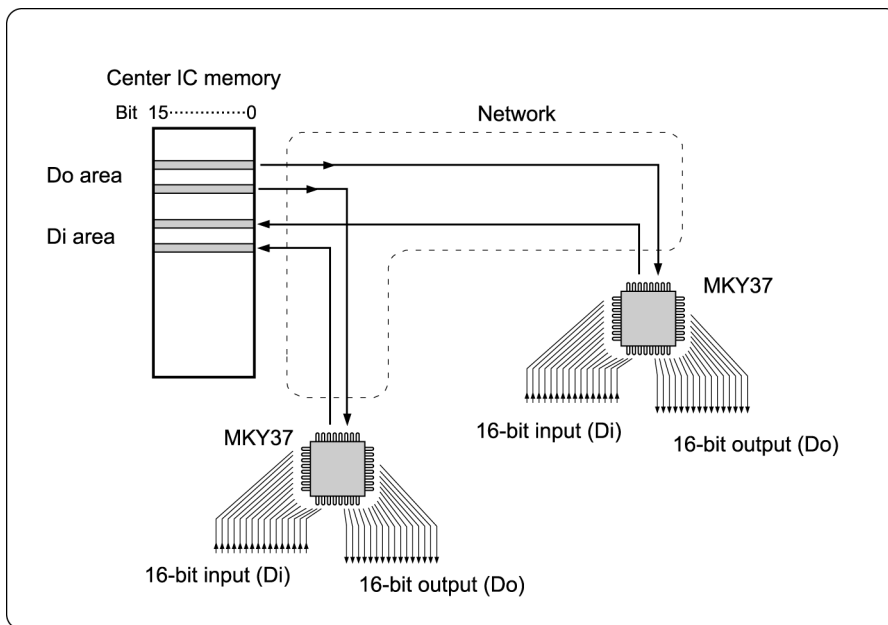 Center IC memory
Bit 15············0
Network
Do area
Di area
MKY37
16-bit input (Di)
16-bit output (Do)
MKY37
16-bit input (Di)
16-bit output (Do)